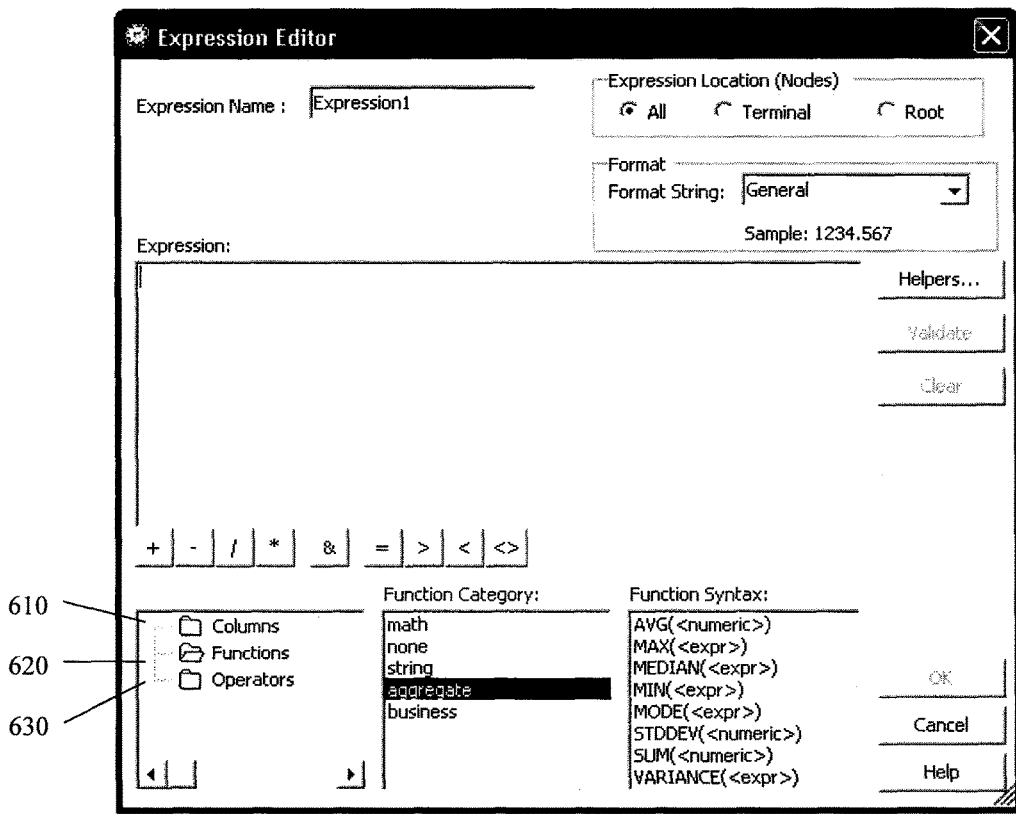 Expression Editor
Expression Name : Expression1
Expression Location (Nodes)
All Terminal Root
Format
Format String: General
Sample: 1234.567
Expression:
Helpers...
Validate
Clear
+ - / * & = > < <>
610
620
630
Columns
Functions
Operators
Function Category:
math
none
string
aggregate
business
Function Syntax:
AVG(<numeric>)
MAX(<expr>)
MEDIAN(<expr>)
MIN(<expr>)
MODE(<expr>)
STDDEV(<numeric>)
SUM(<numeric>)
VARIANCE(<expr>)
OK
Cancel
Help